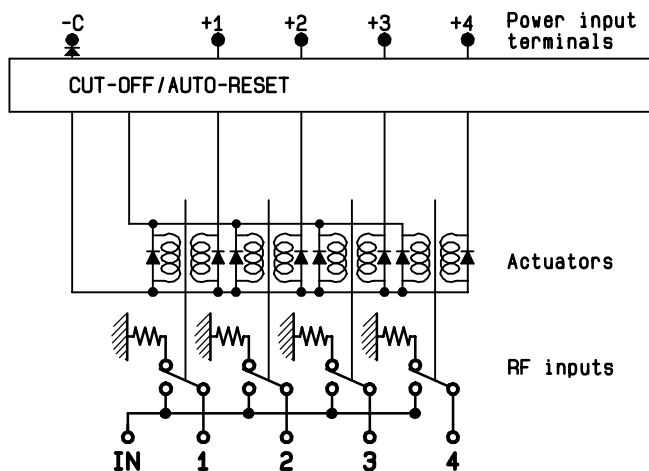 -C +1 +2 +3 +4 Power input
terminals
CUT-OFF/AUTO-RESET
Actuators
RF inputs
IN 1 2 3 4